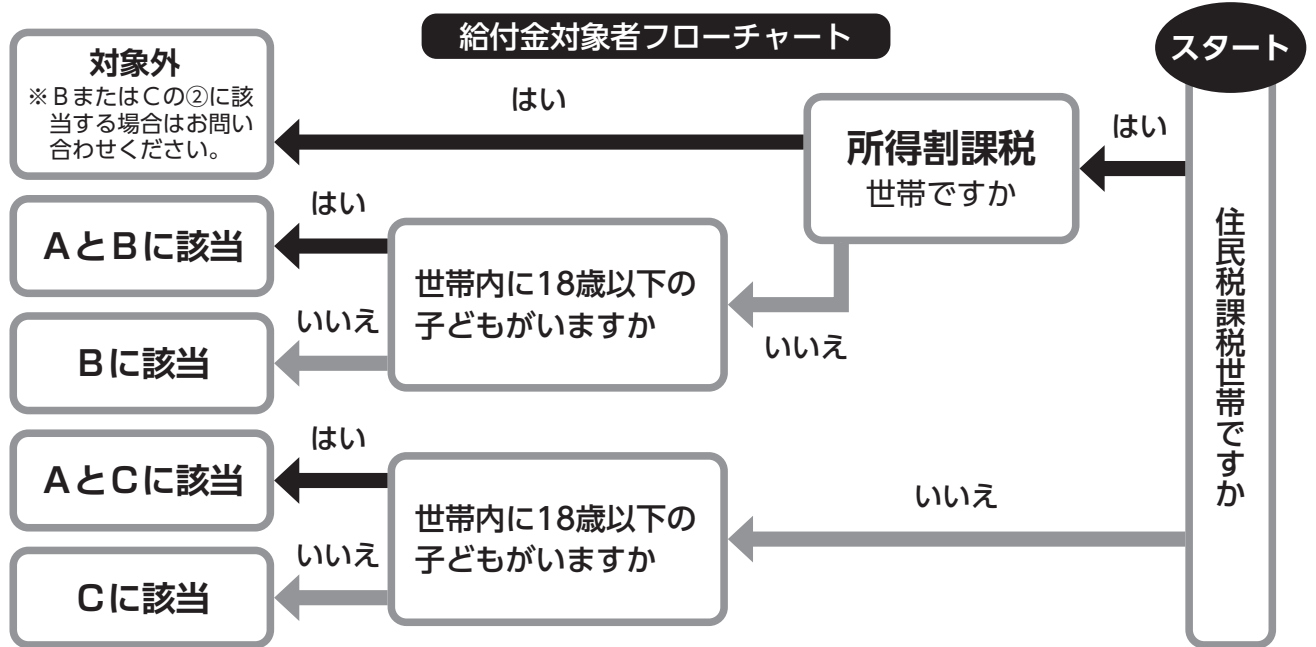 給付金対象者フローチャート
スタート
住民税課税世帯ですか
はい
所得割課税
世帯ですか
はい
対象外
※BまたはCの②に該
当する場合はお問い
合わせください。
いいえ
世帯内に18歳以下の
子どもがいますか
はい
AとBに該当
いいえ
Bに該当
いいえ
世帯内に18歳以下の
子どもがいますか
はい
AとCに該当
いいえ
Cに該当